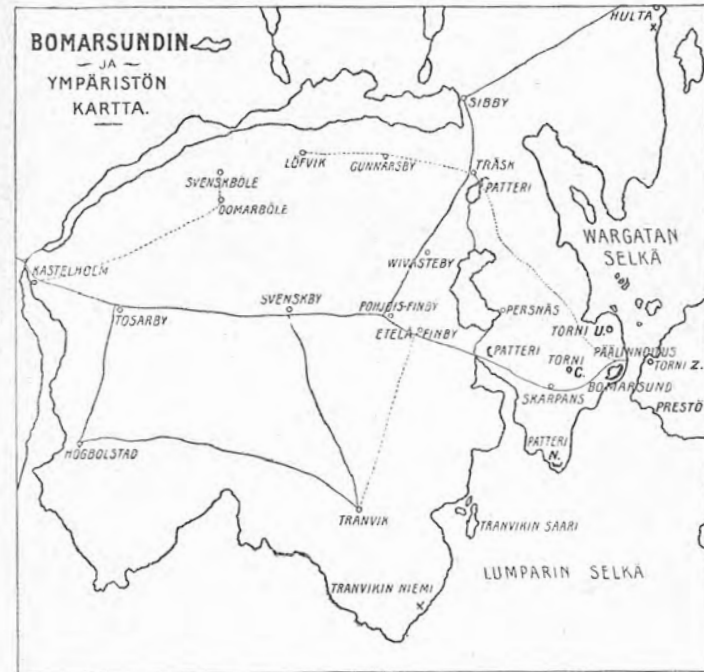 BOMARSUNDIN
JA
YMPÄRISTÖN
KARTTA.
HULTA
SIBBY
LÖFVIK
GUNNARSBY
TRÄSK
PATTERI
SVENSKBÖLE
DOMARBÖLE
WARGATAN
SELKÄ
WIVASTEBY
KASTELHOLM
TOSARBY
SVENSKBY
POHJOIS-FINBY
PERSNÄS
ETELÄ-FINBY
TORNI U.
PATTERI
TORNI
C.
PÄÄLINNOITUS
TORNI Z.
BOMARSUND
SKARPANS
PRESTÖ
HÖGBOLSTAD
PATTERI
N.
TRANVIK
TRANVIKIN SAARI
LUMPARIN SELKÄ
TRANVIKIN NIEMI